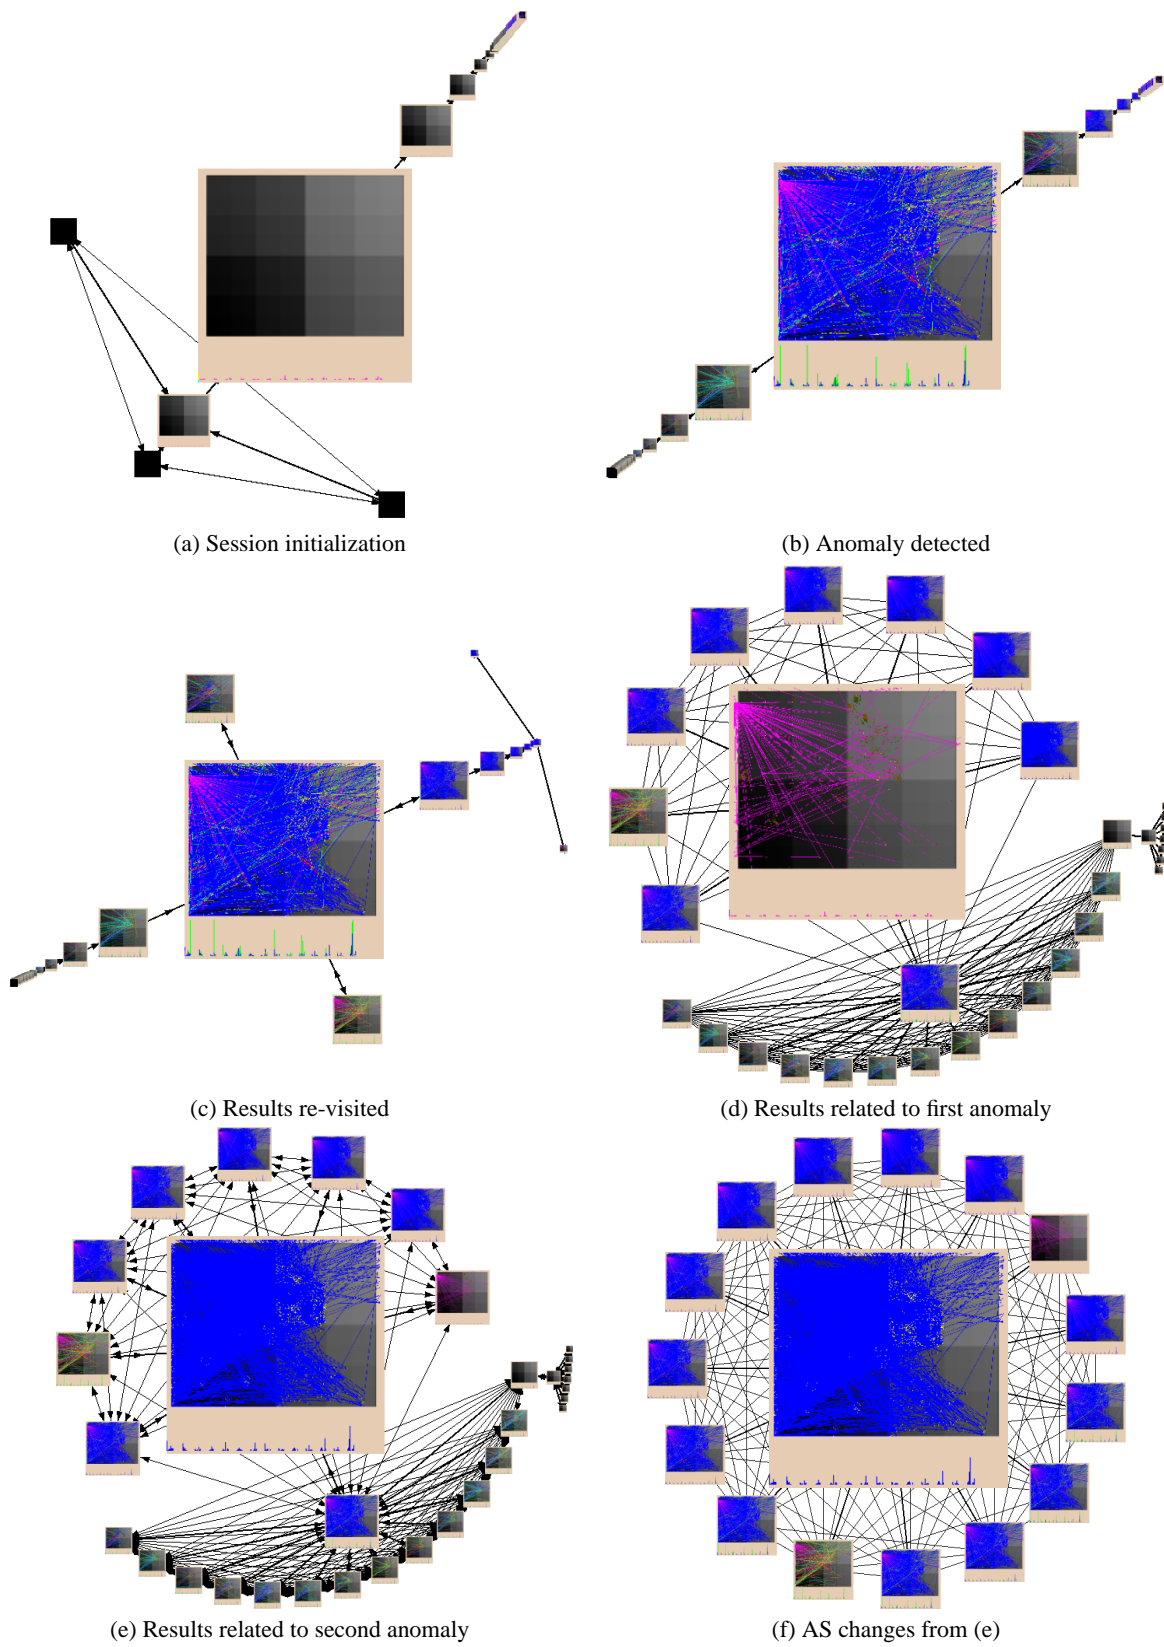 (a) Session initialization
(b) Anomaly detected
(c) Results re-visited
(d) Results related to first anomaly
(e) Results related to second anomaly
(f) AS changes from (e)